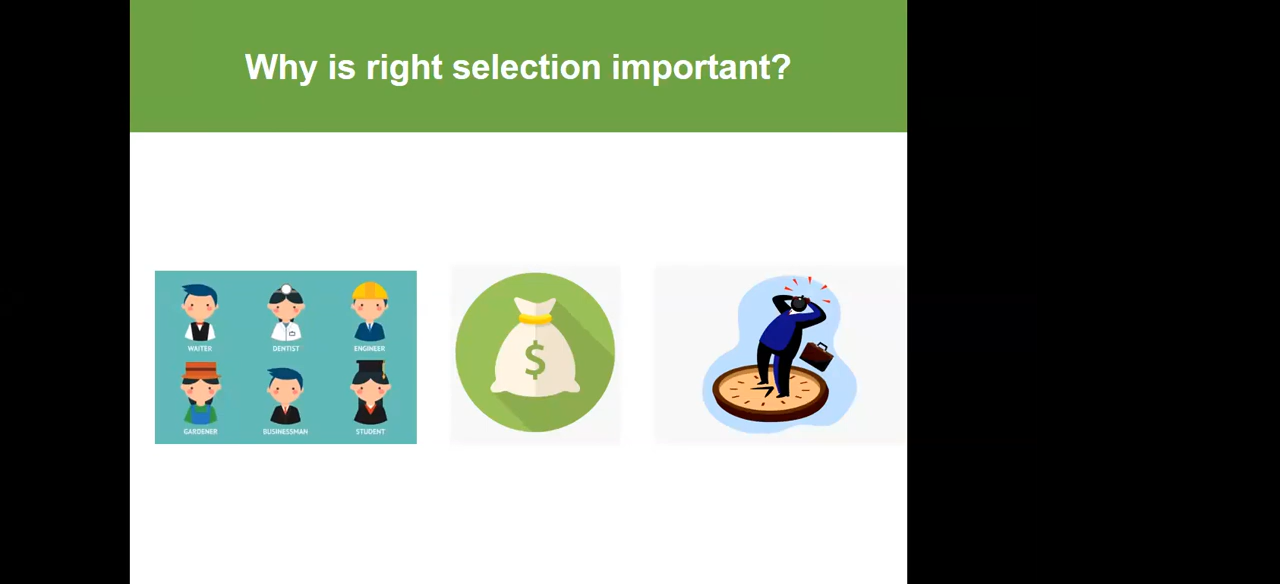 Why is right selection important?
WAITER
DENTIST
ENGINEER
$
GARDENER
BUSINESSMAN
STUDENT